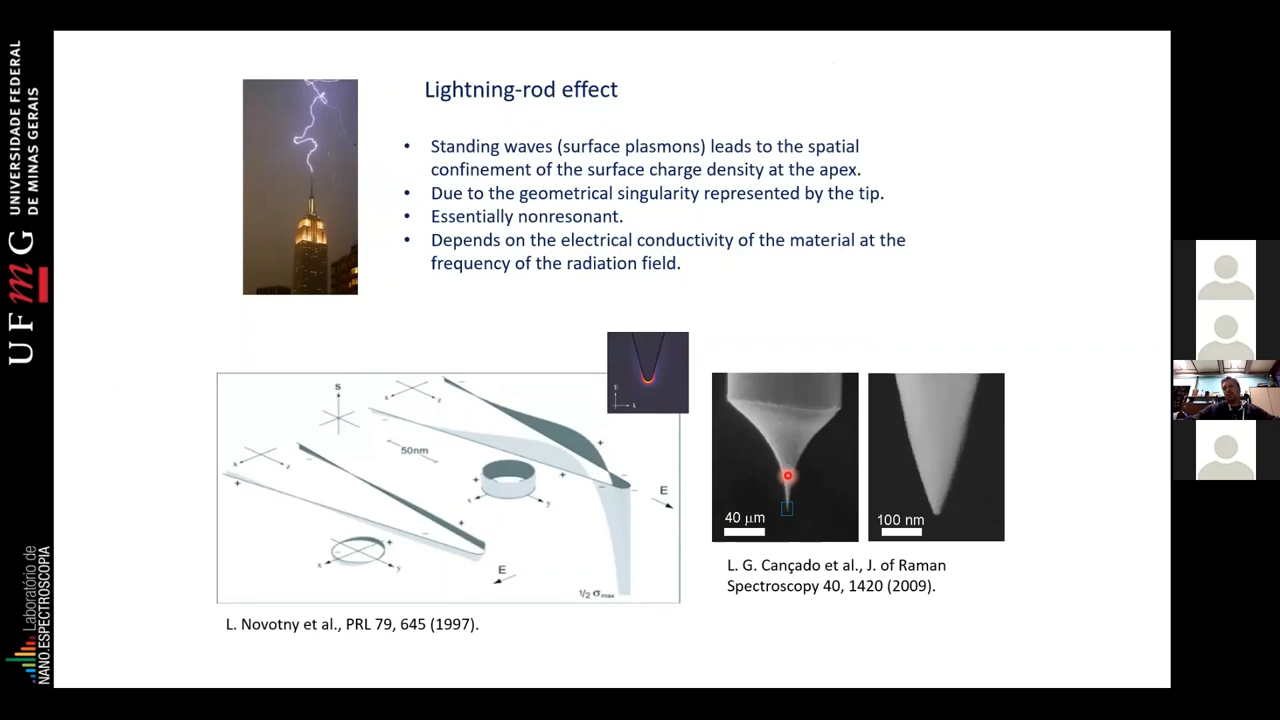 UNIVERSIDADE FEDERAL
DE MINAS GERAIS
UFmG
Laboratório de
NANO.ESPECTROSCOPIA
Lightning-rod effect
• Standing waves (surface plasmons) leads to the spatial
confinement of the surface charge density at the apex.
• Due to the geometrical singularity represented by the tip.
• Essentially nonresonant.
• Depends on the electrical conductivity of the material at the
frequency of the radiation field.
E
k
s
x
z
x
z
50nm
+
−
x
y
E
x
y
E
½ σmax
40 μm
100 nm
L. G. Cançado et al., J. of Raman
Spectroscopy 40, 1420 (2009).
L. Novotny et al., PRL 79, 645 (1997).